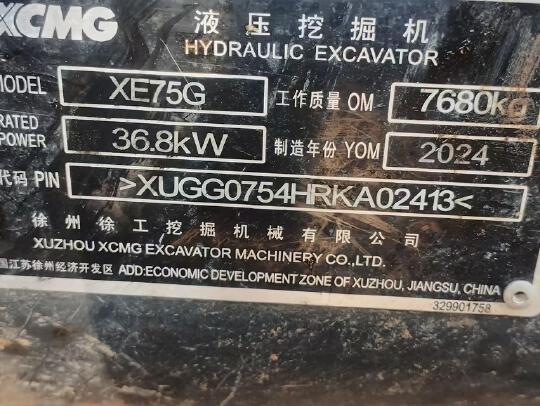 XCMG 液压挖掘机
HYDRAULIC EXCAVATOR
MODEL XE75G 工作质量 OM 7680kg
RATED POWER 36.8kW 制造年份 YOM 2024
代码 PIN >XUGG0754HRKA02413<
徐州徐工挖掘机械有限公司
XUZHOU XCMG EXCAVATOR MACHINERY CO.,LTD.
国江苏徐州经济开发区 ADD:ECONOMIC DEVELOPMENT ZONE OF XUZHOU, JIANGSU, CHINA
329901758